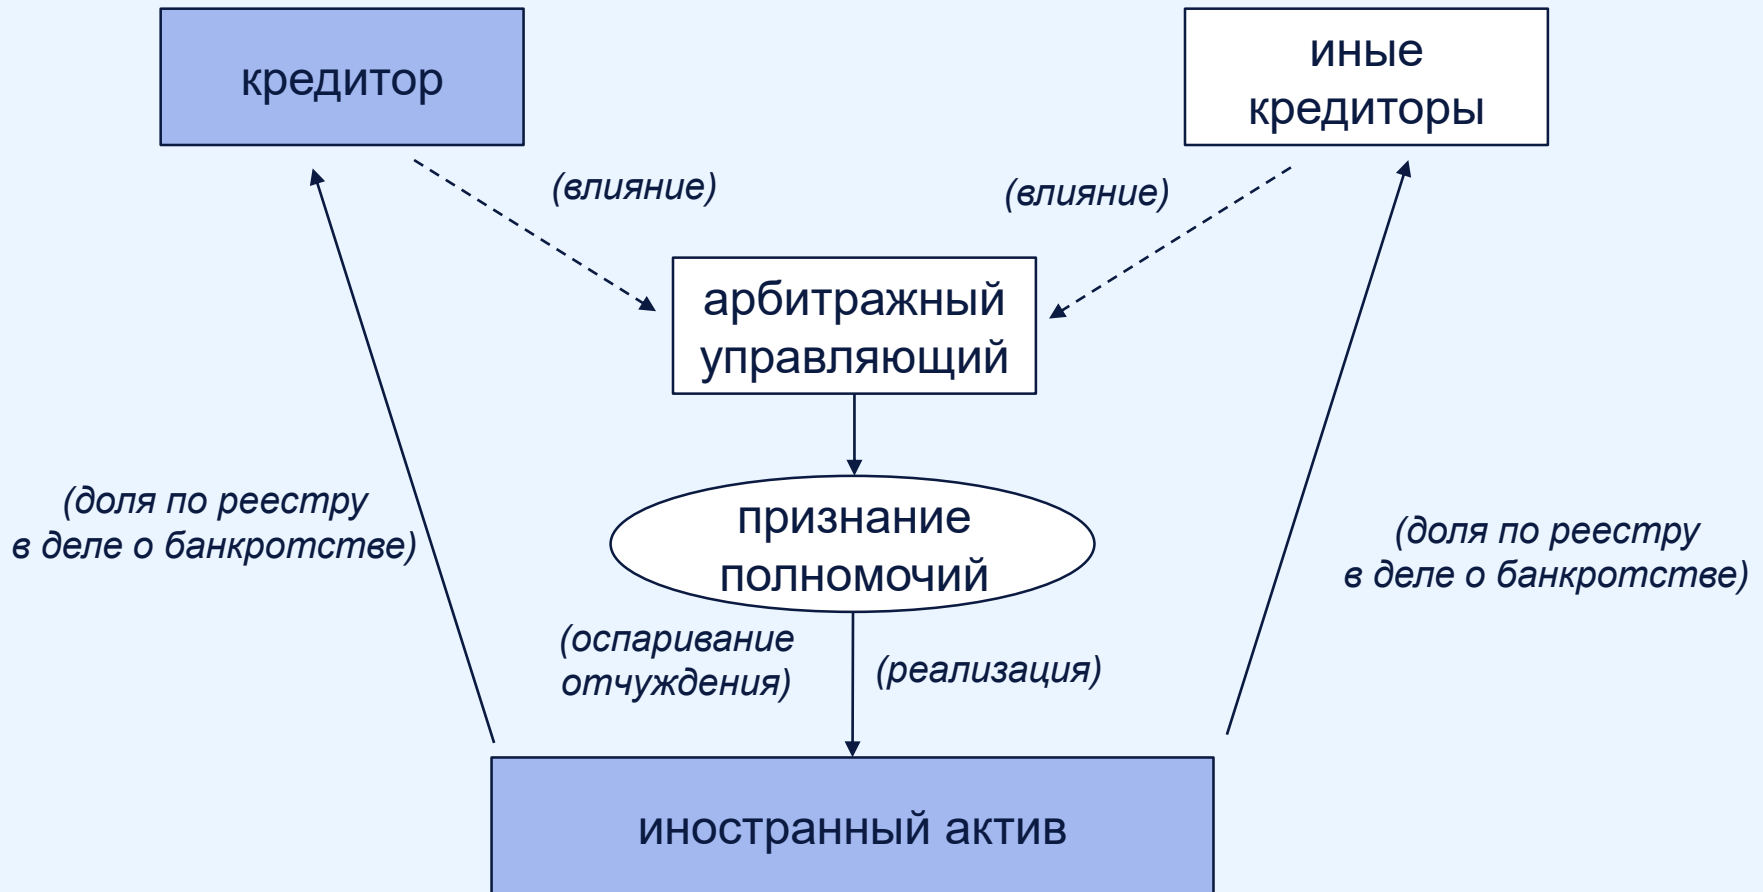 кредитор
иные
кредиторы
(влияние)
(влияние)
арбитражный
управляющий
(доля по реестру
в деле о банкротстве)
признание
полномочий
(доля по реестру
в деле о банкротстве)
(оспаривание
отчуждения)
(реализация)
иностранный актив